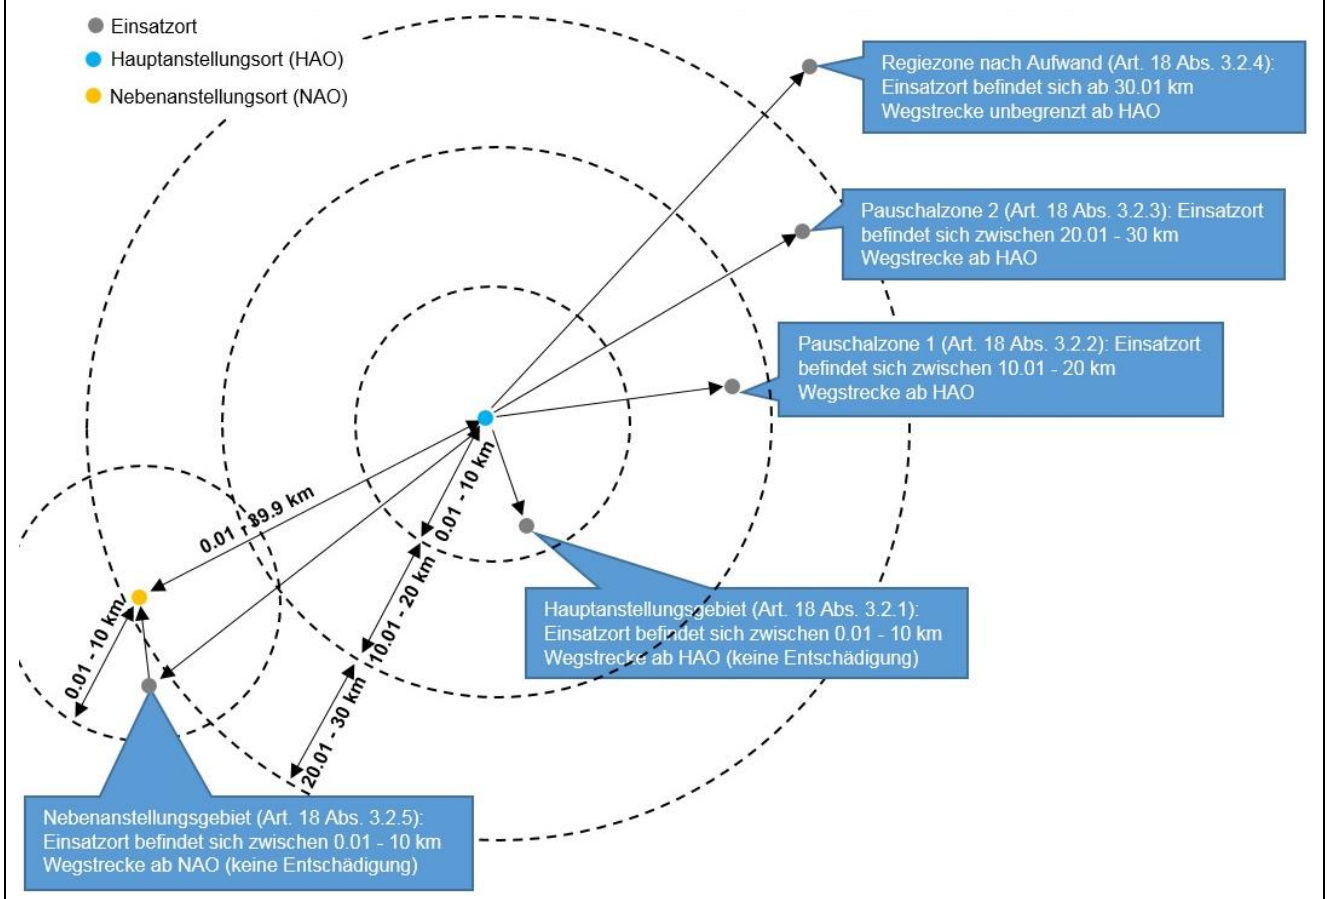 Einsatzort
Hauptanstellungsort (HAO)
Nebenanstellungsort (NAO)
Regiezone nach Aufwand (Art. 18 Abs. 3.2.4):
Einsatzort befindet sich ab 30.01 km
Wegstrecke unbegrenzt ab HAO
Pauschalzone 2 (Art. 18 Abs. 3.2.3): Einsatzort
befindet sich zwischen 20.01 - 30 km
Wegstrecke ab HAO
Pauschalzone 1 (Art. 18 Abs. 3.2.2): Einsatzort
befindet sich zwischen 10.01 - 20 km
Wegstrecke ab HAO
0.01 - 10 km
0.01 - 39.9 km
10.01 - 20 km
Hauptanstellungsgebiet (Art. 18 Abs. 3.2.1):
Einsatzort befindet sich zwischen 0.01 - 10 km
Wegstrecke ab HAO (keine Entschädigung)
0.01 - 10 km
20.01 - 30 km
Nebenanstellungsgebiet (Art. 18 Abs. 3.2.5):
Einsatzort befindet sich zwischen 0.01 - 10 km
Wegstrecke ab NAO (keine Entschädigung)